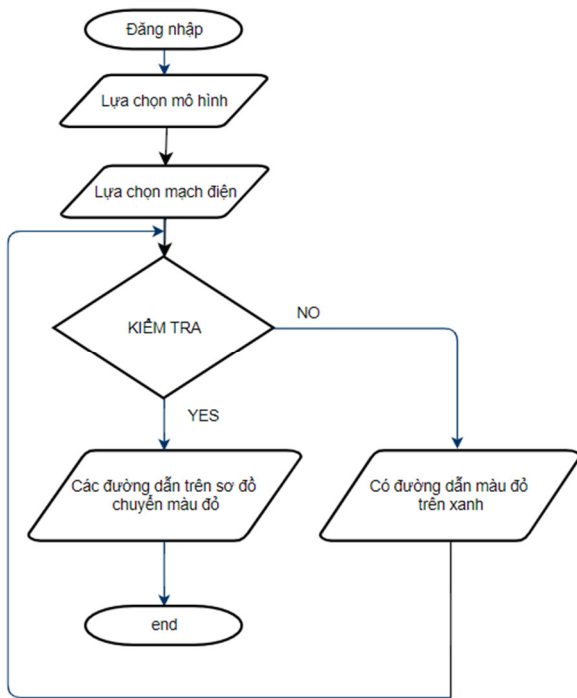 Đăng nhập
Lựa chọn mô hình
Lựa chọn mạch điện
KIỂM TRA
NO
YES
Các đường dẫn trên sơ đồ
chuyển màu đỏ
Có đường dẫn màu đỏ
trên xanh
end